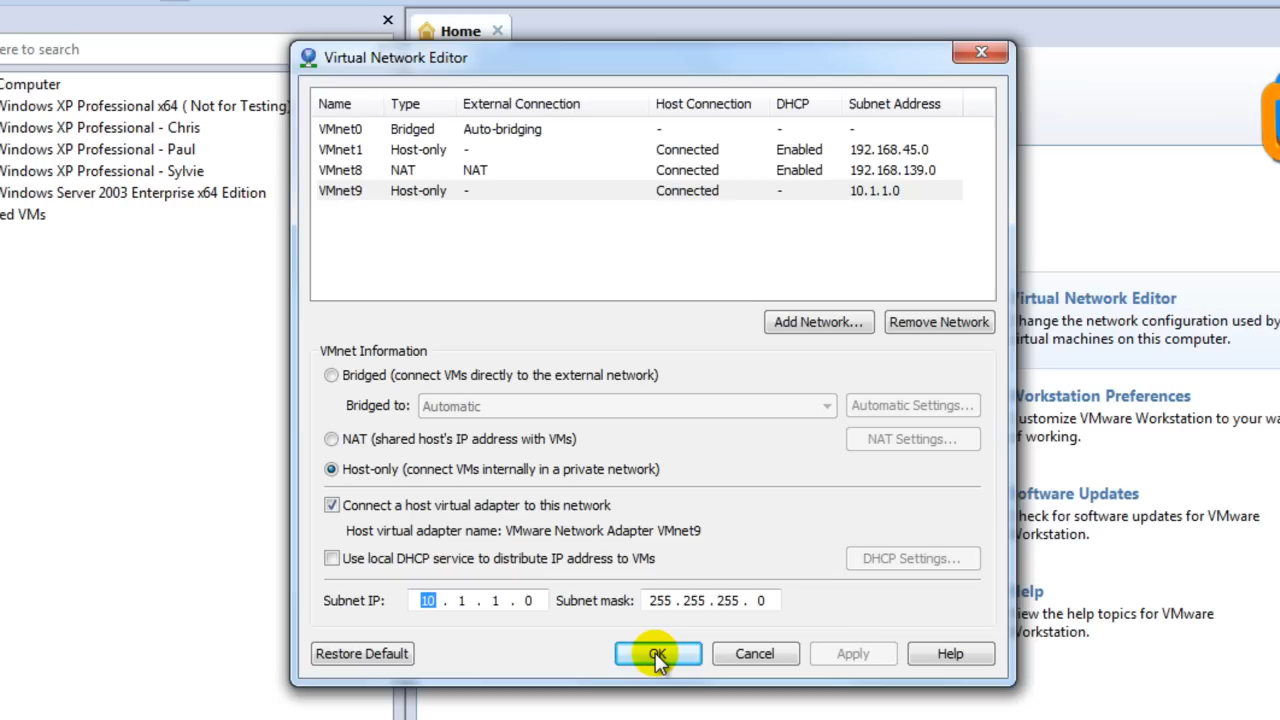 Home
ere to search
Computer
Windows XP Professional x64 ( Not for Testing)
Windows XP Professional - Chris
Windows XP Professional - Paul
Windows XP Professional - Sylvie
Windows Server 2003 Enterprise x64 Edition
ed VMs
Virtual Network Editor
Name Type External Connection Host Connection DHCP Subnet Address
VMnet0 Bridged Auto-bridging - - -
VMnet1 Host-only - Connected Enabled 192.168.45.0
VMnet8 NAT NAT Connected Enabled 192.168.139.0
VMnet9 Host-only - Connected - 10.1.1.0
Add Network... Remove Network
VMnet Information
Bridged (connect VMs directly to the external network)
Bridged to: Automatic Automatic Settings...
NAT (shared host's IP address with VMs) NAT Settings...
Host-only (connect VMs internally in a private network)
Connect a host virtual adapter to this network
Host virtual adapter name: VMware Network Adapter VMnet9
Use local DHCP service to distribute IP address to VMs DHCP Settings...
Subnet IP: 10 . 1 . 1 . 0 Subnet mask: 255 . 255 . 255 . 0
Restore Default OK Cancel Apply Help
Virtual Network Editor
hange the network configuration used by
irtual machines on this computer.
Workstation Preferences
ustomize VMware Workstation to your wa
f working.
oftware Updates
heck for software updates for VMware
Workstation.
elp
iew the help topics for VMware
Workstation.